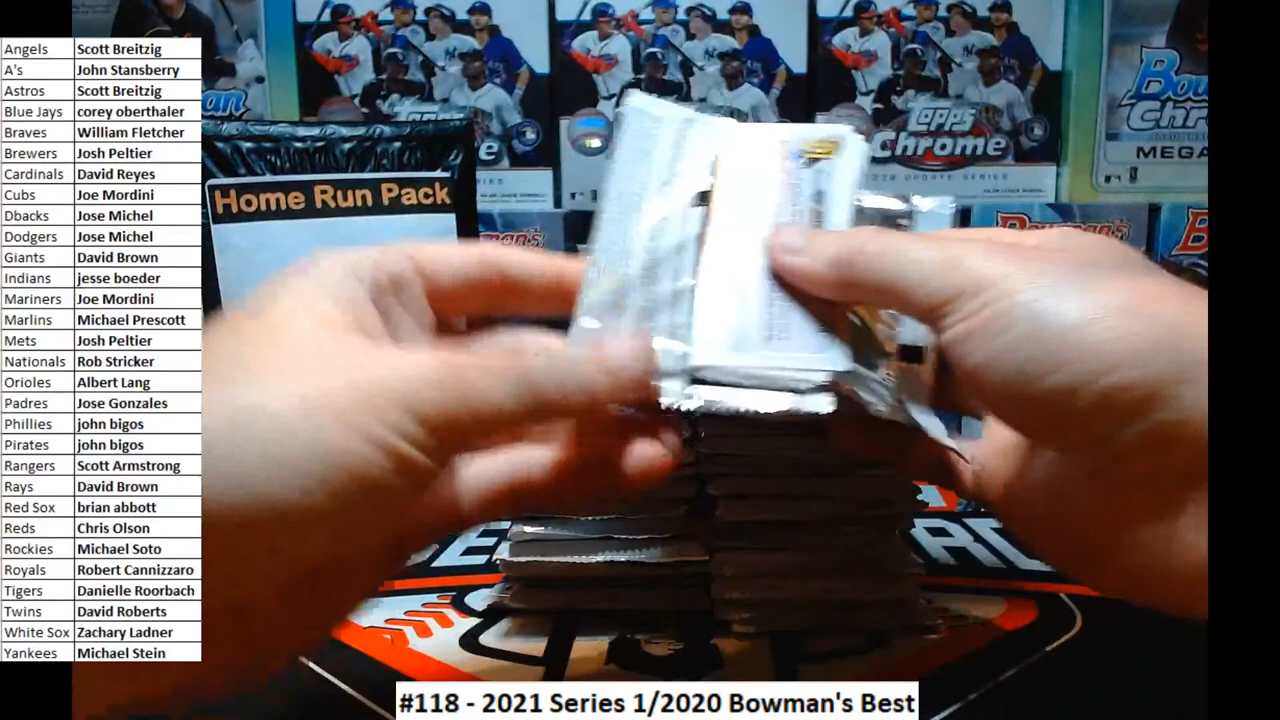 Angels Scott Breitzig
A's John Stansberry
Astros Scott Breitzig
Blue Jays corey oberthaler
Braves William Fletcher
Brewers Josh Peltier
Cardinals David Reyes
Cubs Joe Mordini
Dbacks Jose Michel
Dodgers Jose Michel
Giants David Brown
Indians jesse boeder
Mariners Joe Mordini
Marlins Michael Prescott
Mets Josh Peltier
Nationals Rob Stricker
Orioles Albert Lang
Padres Jose Gonzales
Phillies john bigos
Pirates john bigos
Rangers Scott Armstrong
Rays David Brown
Red Sox brian abbott
Reds Chris Olson
Rockies Michael Soto
Royals Robert Cannizzaro
Tigers Danielle Roorbach
Twins David Roberts
White Sox Zachary Ladner
Yankees Michael Stein
Home Run Pack
Topps
Chrome
MEGA
Bowman's
#118 - 2021 Series 1/2020 Bowman's Best